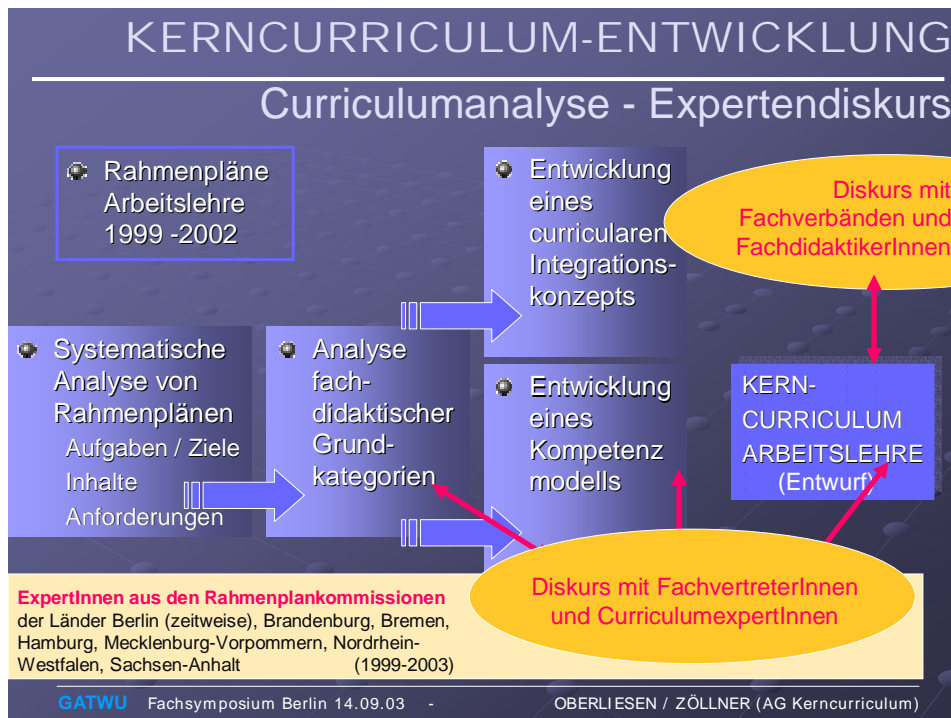 KERNCURRICULUM-ENTWICKLUNG
Curriculumanalyse - Expertendiskurs
Rahmenpläne
Arbeitslehre
1999 -2002
Entwicklung
eines
curricularen
Integrations-
konzepts
Diskurs mit
Fachverbänden und
FachdidaktikerInnen
Systematische
Analyse von
Rahmenplänen
Aufgaben / Ziele
Inhalte
Anforderungen
Analyse
fach-
didaktischer
Grund-
kategorien
Entwicklung
eines
Kompetenz
modells
KERN-
CURRICULUM
ARBEITSLEHRE
(Entwurf)
Diskurs mit FachvertreterInnen
und CurriculumexpertInnen
ExpertInnen aus den Rahmenplankommissionen
der Länder Berlin (zeitweise), Brandenburg, Bremen,
Hamburg, Mecklenburg-Vorpommern, Nordrhein-
Westfalen, Sachsen-Anhalt (1999-2003)
GATWU Fachsymposium Berlin 14.09.03 - OBERLIESEN / ZÖLLNER (AG Kerncurriculum)